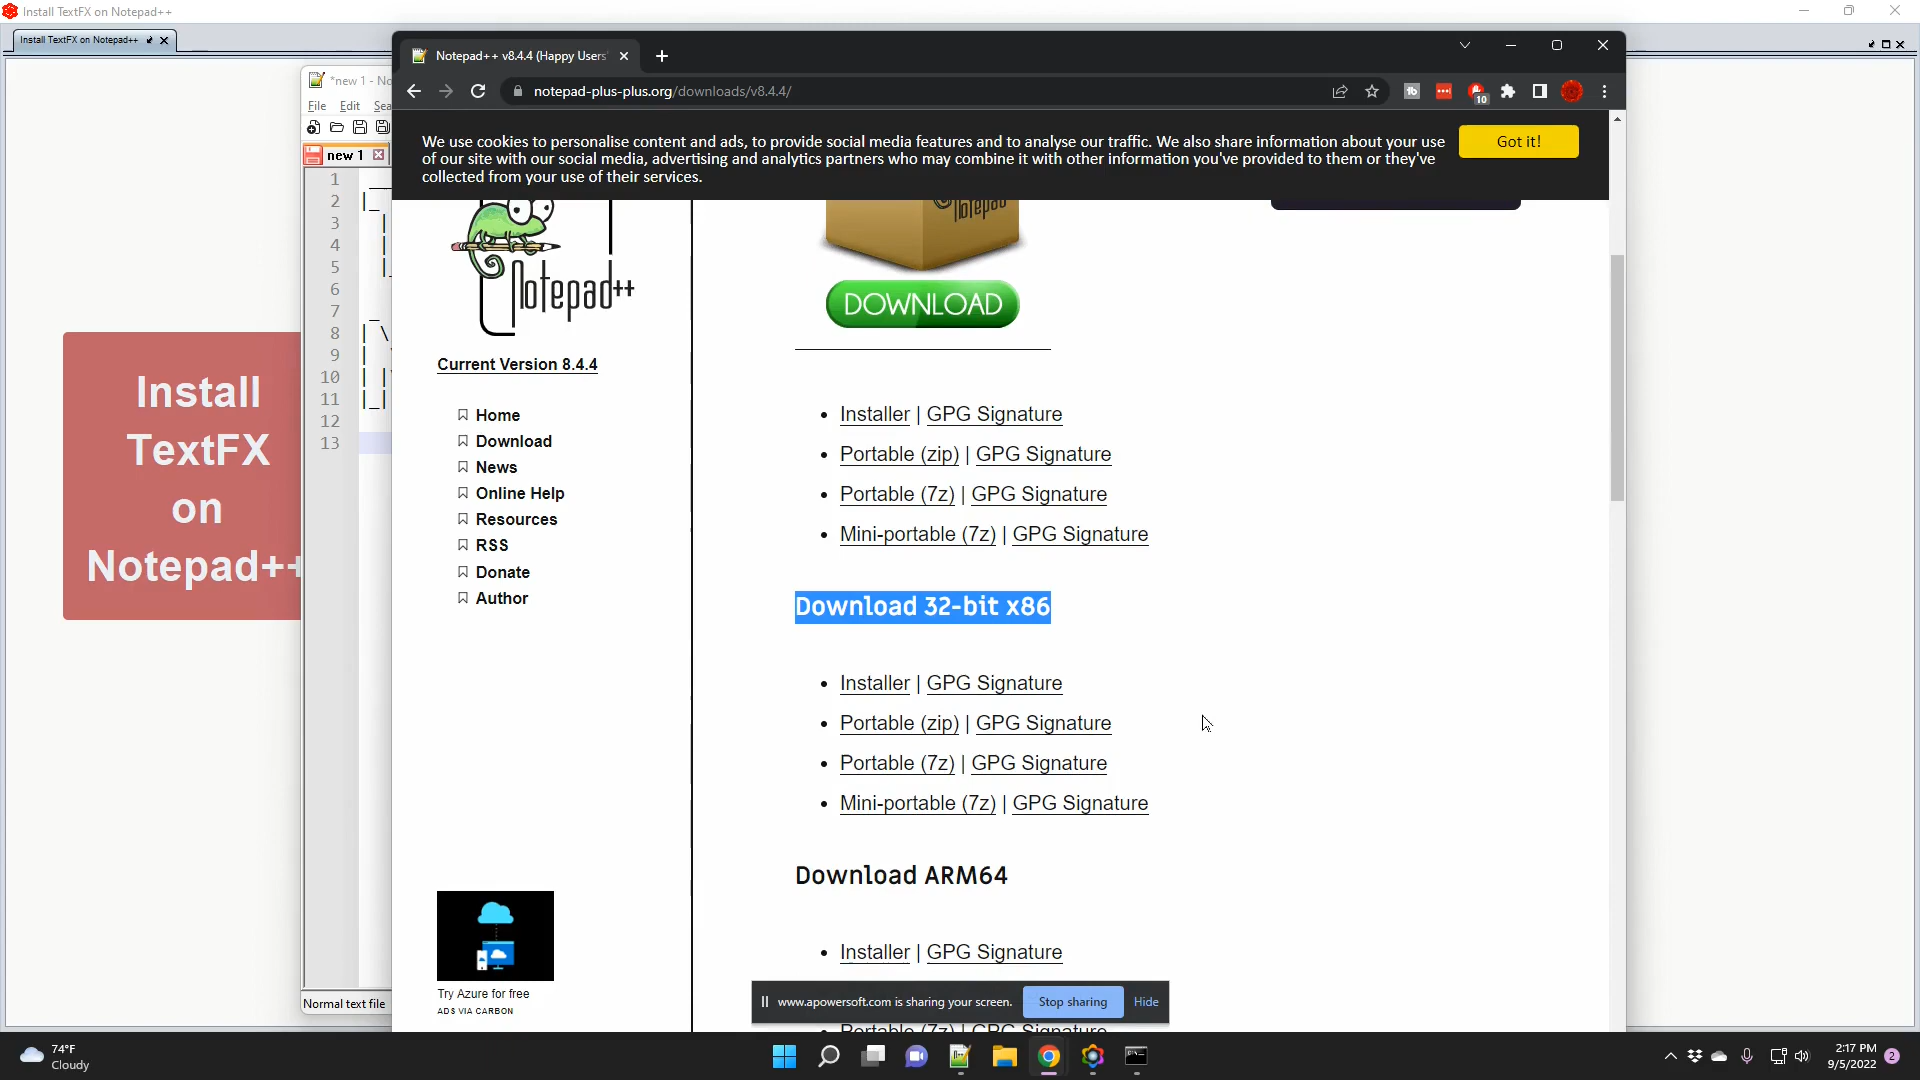 Install TextFX on Notepad++
Install TextFX on Notepad++
Notepad++ v8.4.4 (Happy Users'
notepad-plus-plus.org/downloads/v8.4.4/
10
*new 1 - No
File Edit Sea
new 1
We use cookies to personalise content and ads, to provide social media features and to analyse our traffic. We also share information about your use
of our site with our social media, advertising and analytics partners who may combine it with other information you've provided to them or they've
collected from your use of their services.
Got it!
1
2
3
4
5
6
7
8
9
10
11
12
13
Install
TextFX
on
Notepad++
Notepad++
Current Version 8.4.4
Home
Download
News
Online Help
Resources
RSS
Donate
Author
Try Azure for free
ADS VIA CARBON
Notepad
DOWNLOAD
Installer | GPG Signature
Portable (zip) | GPG Signature
Portable (7z) | GPG Signature
Mini-portable (7z) | GPG Signature
Download 32-bit x86
Installer | GPG Signature
Portable (zip) | GPG Signature
Portable (7z) | GPG Signature
Mini-portable (7z) | GPG Signature
Download ARM64
Installer | GPG Signature
www.apowersoft.com is sharing your screen. Stop sharing Hide
Portable (7z) | GPG Signature
Normal text file
74°F
Cloudy
2:17 PM
9/5/2022
2